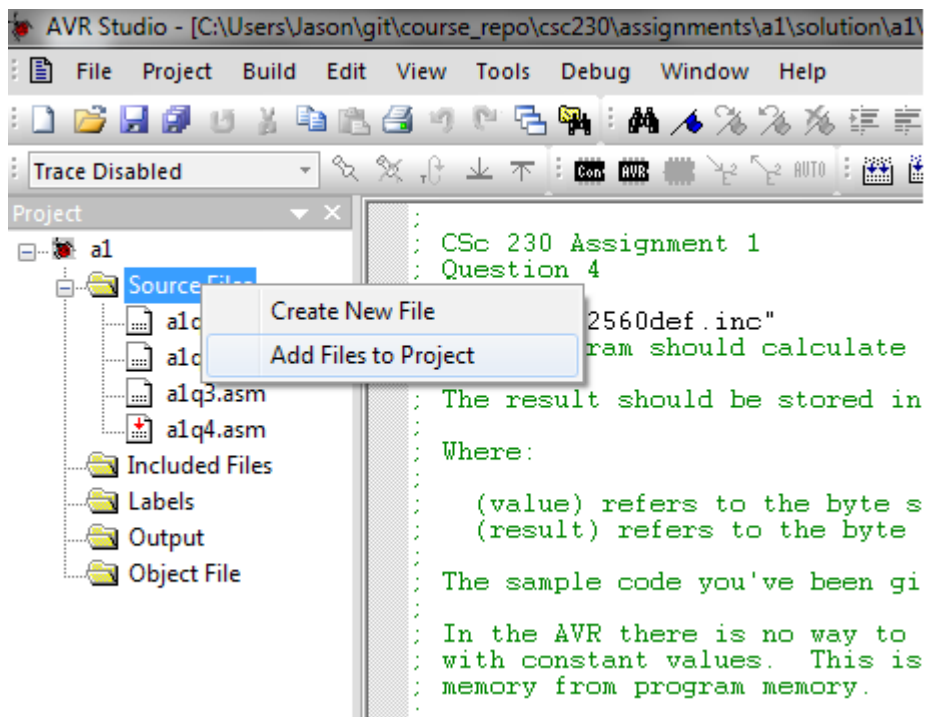 AVR Studio - [C:\Users\Jason\git\course_repo\csc230\assignments\a1\solution\a1\
File Project Build Edit View Tools Debug Window Help
Trace Disabled
Con AVR AUTO
Project
a1
Source Files
Create New File
Add Files to Project
a1q3.asm
a1q4.asm
Included Files
Labels
Output
Object File
;
; CSc 230 Assignment 1
; Question 4
2560def.inc"
ram should calculate
; The result should be stored in
;
; Where:
;
; (value) refers to the byte s
; (result) refers to the byte
;
; The sample code you've been gi
;
; In the AVR there is no way to
; with constant values. This is
; memory from program memory.
;